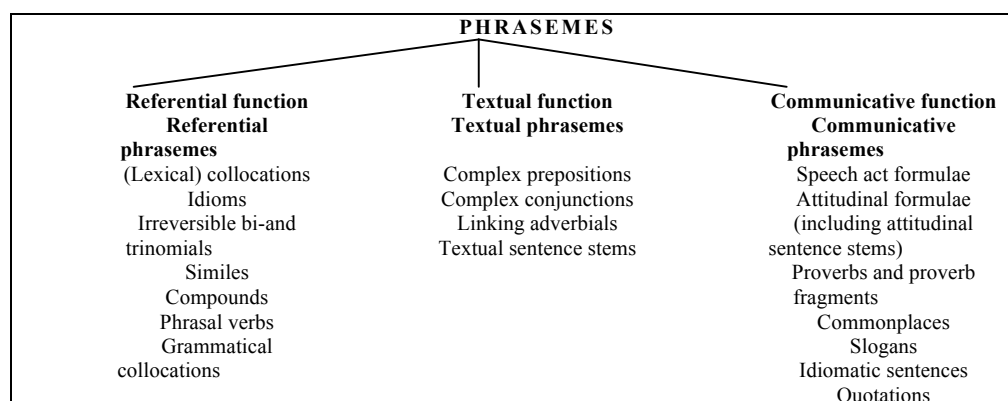 PHRASEMES
Referential function
Referential
phrasemes
(Lexical) collocations
Idioms
Irreversible bi-and
trinomials
Similes
Compounds
Phrasal verbs
Grammatical
collocations
Textual function
Textual phrasemes
Complex prepositions
Complex conjunctions
Linking adverbials
Textual sentence stems
Communicative function
Communicative
phrasemes
Speech act formulae
Attitudinal formulae
(including attitudinal
sentence stems)
Proverbs and proverb
fragments
Commonplaces
Slogans
Idiomatic sentences
Quotations